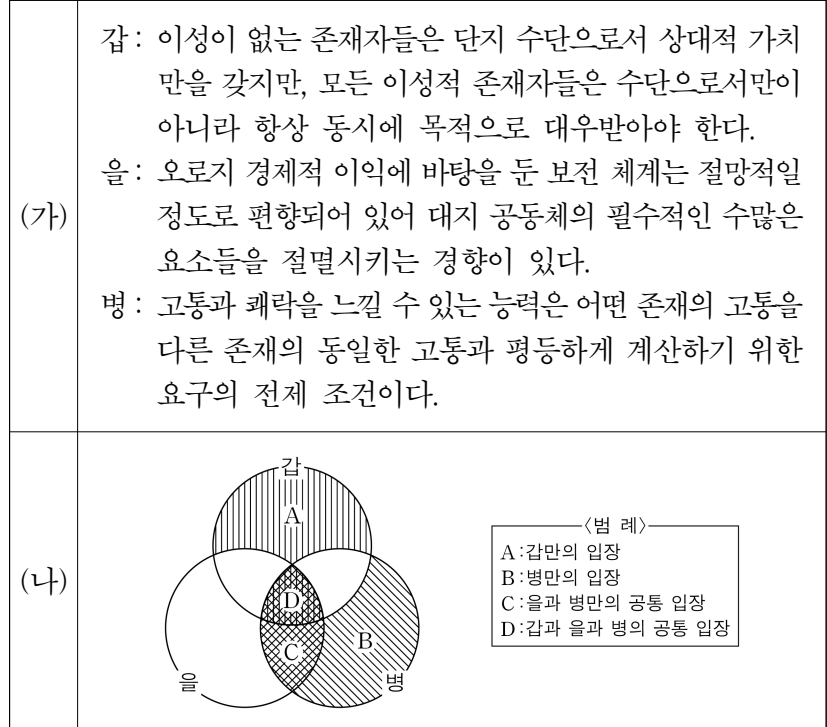 갑: 이성이 없는 존재자들은 단지 수단으로서 상대적 가치
만을 갖지만, 모든 이성적 존재자들은 수단으로서만이
아니라 항상 동시에 목적으로 대우받아야 한다.
을: 오로지 경제적 이익에 바탕을 둔 보전 체계는 절망적일
(가) 정도로 편향되어 있어 대지 공동체의 필수적인 수많은
요소들을 절멸시키는 경향이 있다.
병: 고통과 쾌락을 느낄 수 있는 능력은 어떤 존재의 고통을
다른 존재의 동일한 고통과 평등하게 계산하기 위한
요구의 전제 조건이다.
(나)
갑
A
D
C
B
을
병
<범 례>
A:갑만의 입장
B:병만의 입장
C:을과 병만의 공통 입장
D:갑과 을과 병의 공통 입장